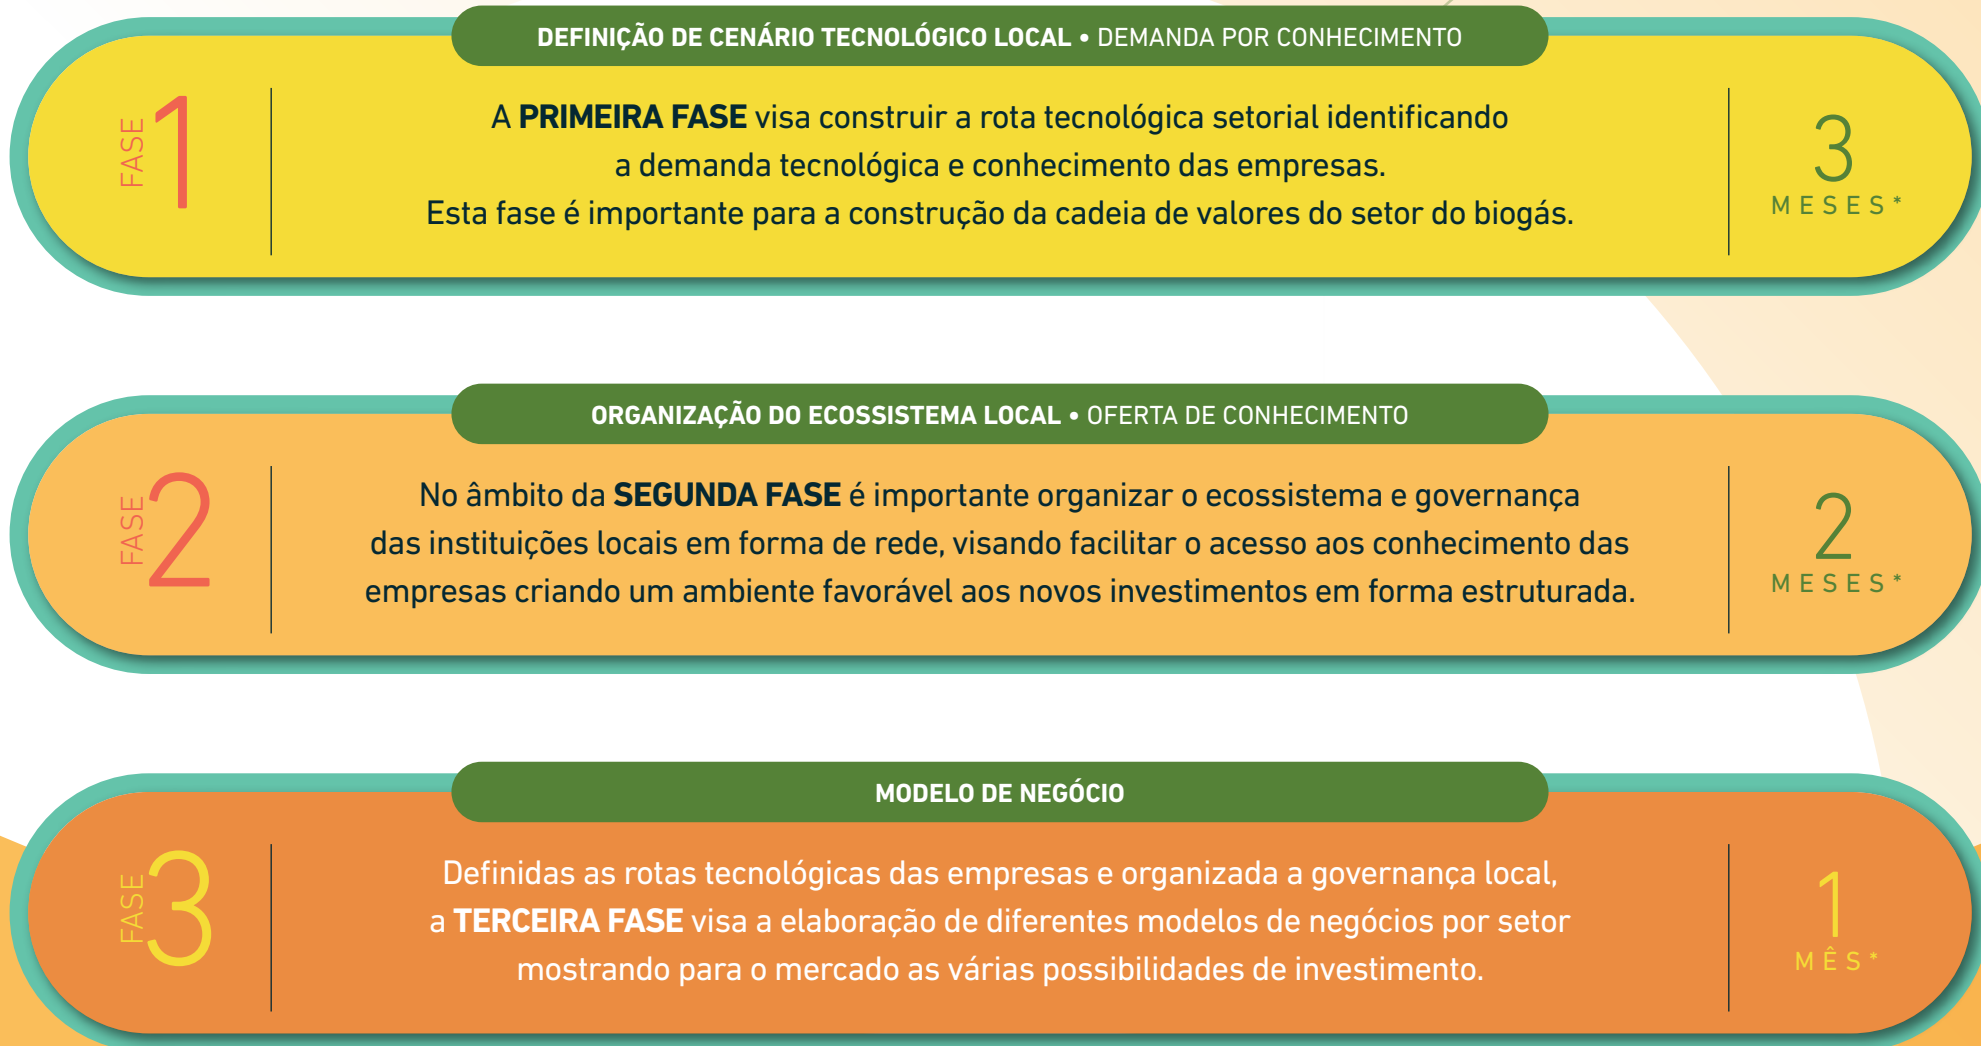 DEFINIÇÃO DE CENÁRIO TECNOLÓGICO LOCAL • DEMANDA POR CONHECIMENTO
FASE 1
A PRIMEIRA FASE visa construir a rota tecnológica setorial identificando
a demanda tecnológica e conhecimento das empresas.
Esta fase é importante para a construção da cadeia de valores do setor do biogás.
3
MESES*
ORGANIZAÇÃO DO ECOSSISTEMA LOCAL • OFERTA DE CONHECIMENTO
FASE 2
No âmbito da SEGUNDA FASE é importante organizar o ecossistema e governança
das instituições locais em forma de rede, visando facilitar o acesso aos conhecimento das
empresas criando um ambiente favorável aos novos investimentos em forma estruturada.
2
MESES*
MODELO DE NEGÓCIO
FASE 3
Definidas as rotas tecnológicas das empresas e organizada a governança local,
a TERCEIRA FASE visa a elaboração de diferentes modelos de negócios por setor
mostrando para o mercado as várias possibilidades de investimento.
1
MÊS*